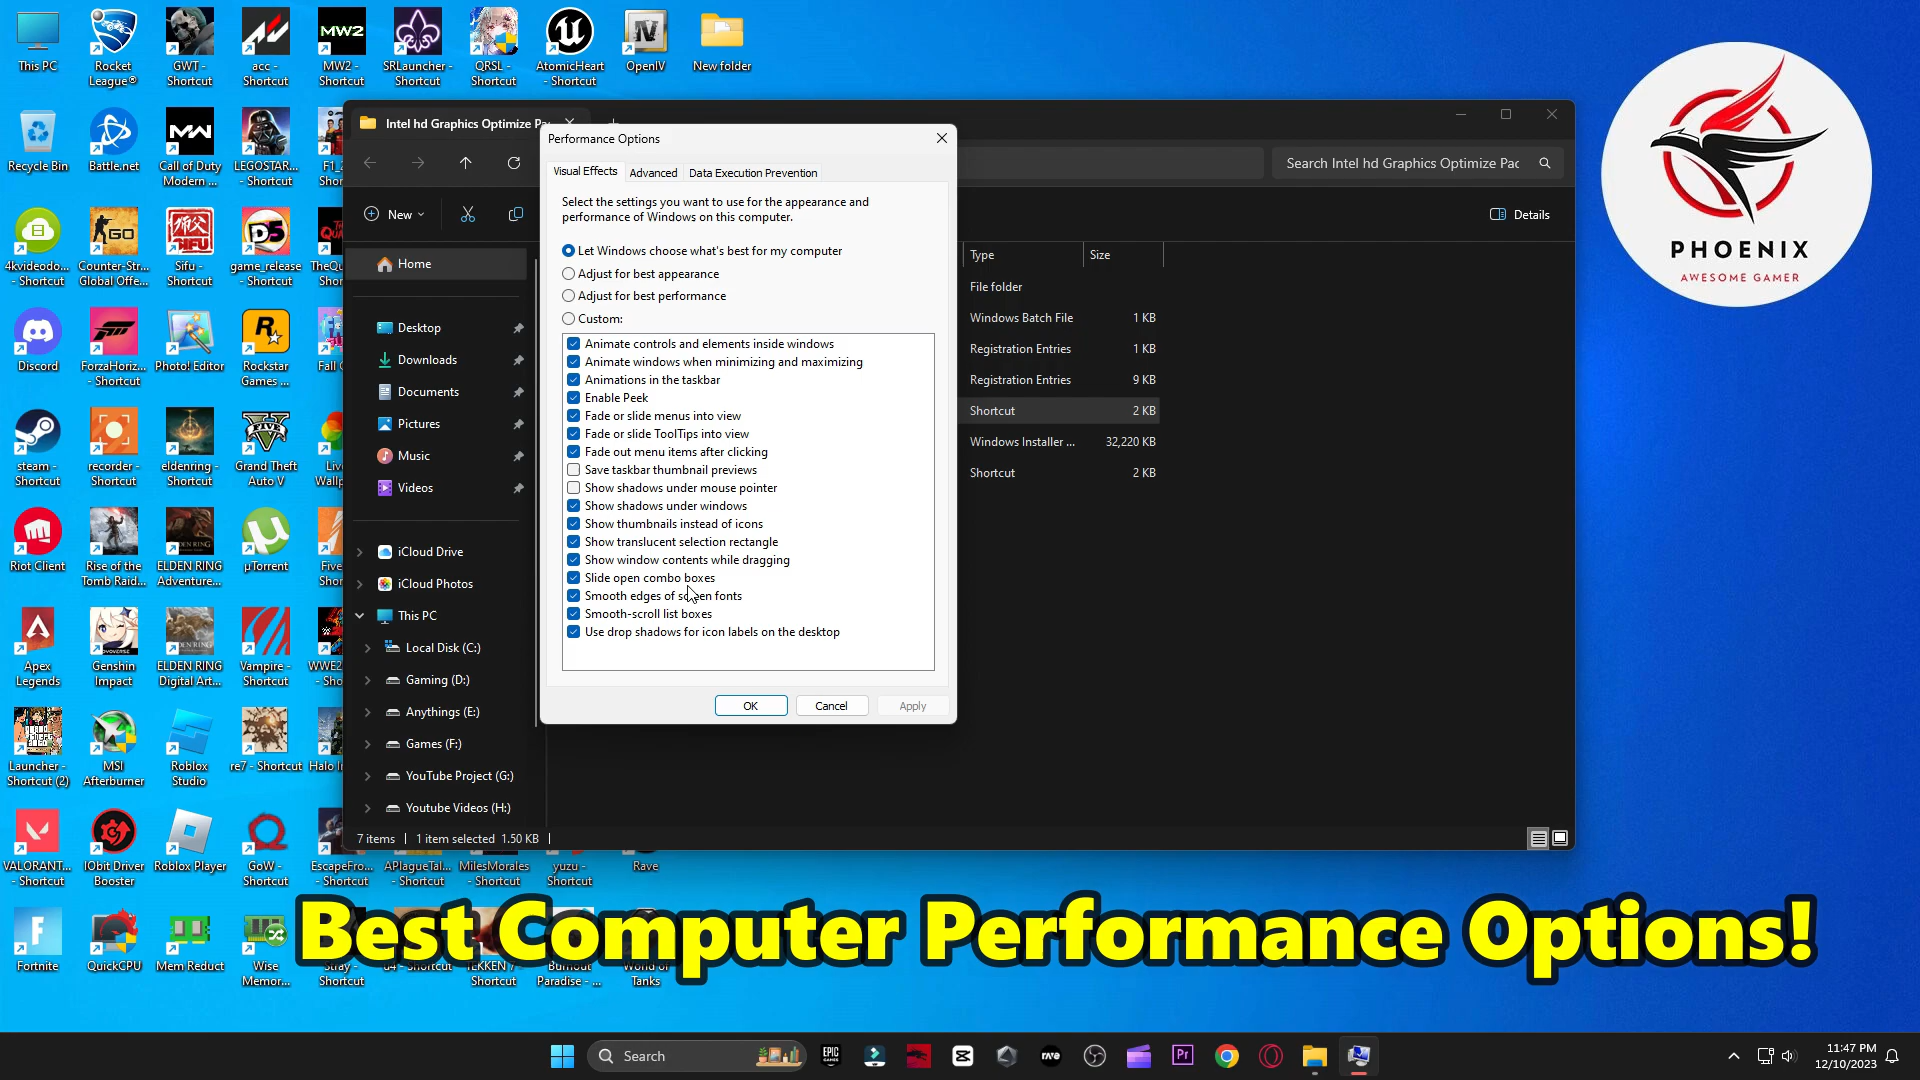 This PC
Rocket
League®
GWT -
Shortcut
acc -
Shortcut
MW2
MW2 -
Shortcut
SRLauncher -
Shortcut
QRSL -
Shortcut
AtomicHeart
- Shortcut
OpenIV
New folder
Recycle Bin
Battle.net
Call of Duty
Modern ...
LEGOSTAR...
- Shortcut
4kvideodo...
- Shortcut
Counter-Str...
Global Offe...
Sifu -
Shortcut
game_release
- Shortcut
Discord
ForzaHoriz...
- Shortcut
Photo! Editor
Rockstar
Games ...
steam -
Shortcut
recorder -
Shortcut
eldenring -
Shortcut
Grand Theft
Auto V
Riot Client
Rise of the
Tomb Raid...
ELDEN RING
Adventure...
µTorrent
Apex
Legends
Genshin
Impact
ELDEN RING
Digital Art...
Vampire -
Shortcut
Launcher -
Shortcut (2)
MSI
Afterburner
Roblox
Studio
re7 - Shortcut
VALORANT...
- Shortcut
IObit Driver
Booster
Roblox Player
GoW -
Shortcut
EscapeFro...
- Shortcut
APlagueTal...
- Shortcut
MilesMorales
- Shortcut
yuzu -
Shortcut
Rave
Fortnite
QuickCPU
Mem Reduct
Wise
Memor...
Stray -
Shortcut
u4 - Shortcut
TEKKEN 7
Shortcut
Burnout
Paradise - ...
World of
Tanks
Intel hd Graphics Optimize Pa
Search Intel hd Graphics Optimize Pac
New
Details
Home
Desktop
Downloads
Documents
Pictures
Music
Videos
iCloud Drive
iCloud Photos
This PC
Local Disk (C:)
Gaming (D:)
Anythings (E:)
Games (F:)
YouTube Project (G:)
Youtube Videos (H:)
7 items
1 item selected 1.50 KB
Type
Size
File folder
Windows Batch File 1 KB
Registration Entries 1 KB
Registration Entries 9 KB
Shortcut 2 KB
Windows Installer ... 32,220 KB
Shortcut 2 KB
Performance Options
Visual Effects
Advanced
Data Execution Prevention
Select the settings you want to use for the appearance and
performance of Windows on this computer.
Let Windows choose what's best for my computer
Adjust for best appearance
Adjust for best performance
Custom:
Animate controls and elements inside windows
Animate windows when minimizing and maximizing
Animations in the taskbar
Enable Peek
Fade or slide menus into view
Fade or slide ToolTips into view
Fade out menu items after clicking
Save taskbar thumbnail previews
Show shadows under mouse pointer
Show shadows under windows
Show thumbnails instead of icons
Show translucent selection rectangle
Show window contents while dragging
Slide open combo boxes
Smooth edges of screen fonts
Smooth-scroll list boxes
Use drop shadows for icon labels on the desktop
OK
Cancel
Apply
PHOENIX
AWESOME GAMER
Best Computer Performance Options!
Search
11:47 PM
12/10/2023